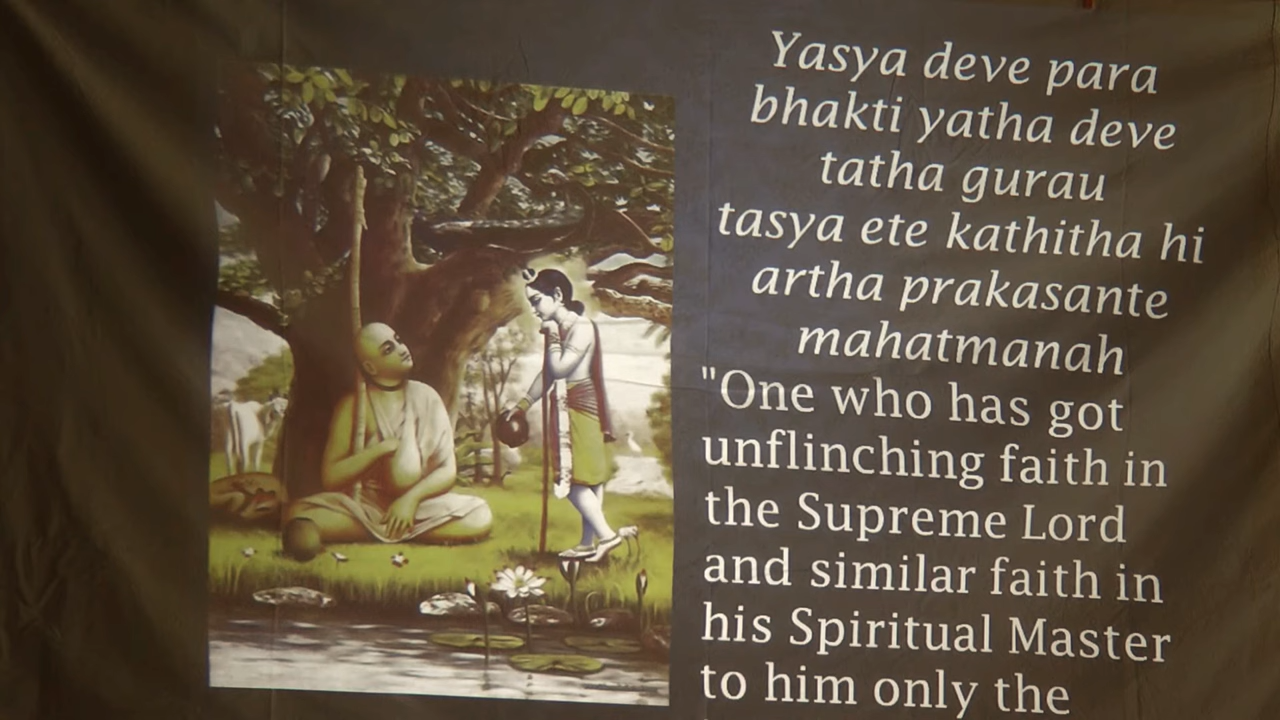 Yasya deve para
bhakti yatha deve
tatha gurau
tasya ete kathitha hi
artha prakasante
mahatmanah
"One who has got
unflinching faith in
the Supreme Lord
and similar faith in
his Spiritual Master
to him only the